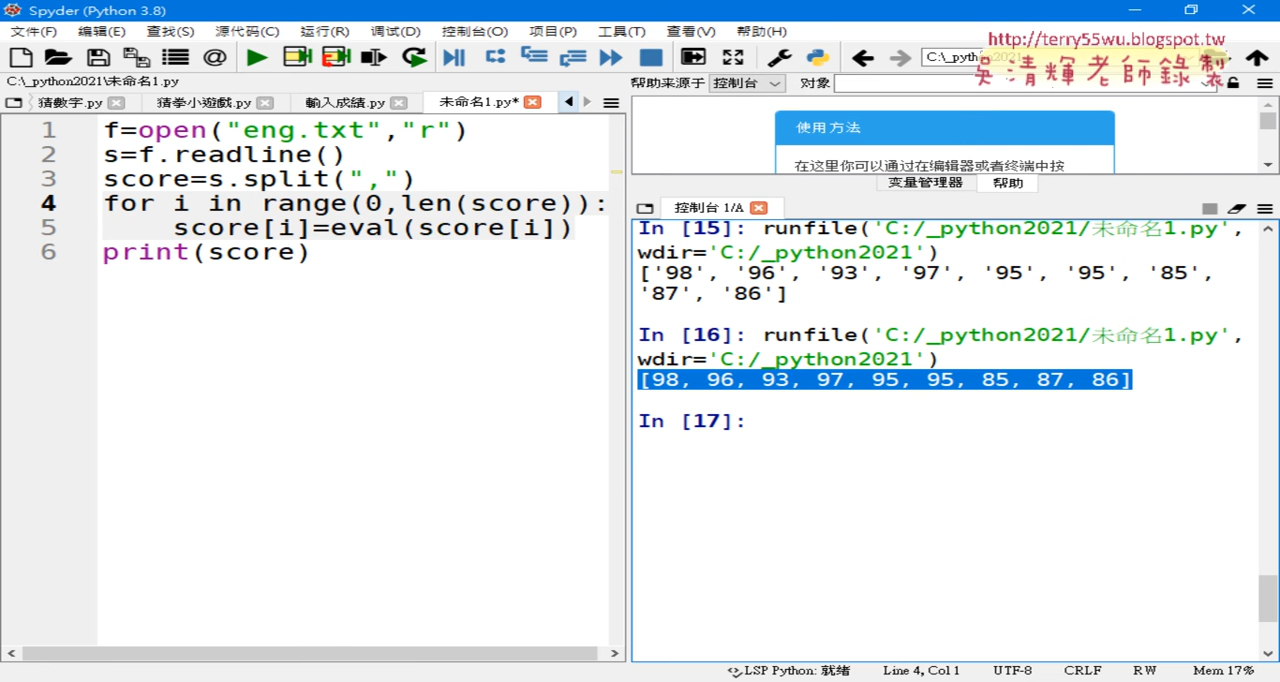 Spyder (Python 3.8)
文件(F) 编辑(E) 查找(S) 源代码(C) 运行(R) 调试(D) 控制台(O) 项目(P) 工具(T) 查看(V) 帮助(H)
http://terry55wu.blogspot.tw
吳清輝老師錄製
C:\_python2021\未命名1.py
帮助来源于 控制台 对象
猜數字.py 猜拳小遊戲.py 輸入成績.py 未命名1.py*
1 f=open("eng.txt","r")
2 s=f.readline()
3 score=s.split(",")
4 for i in range(0,len(score)):
5 score[i]=eval(score[i])
6 print(score)
使用方法
在这里你可以通过在编辑器或者终端中按
变量管理器 帮助
控制台 1/A
In [15]: runfile('C:/_python2021/未命名1.py',
wdir='C:/_python2021')
['98', '96', '93', '97', '95', '95', '85',
'87', '86']
In [16]: runfile('C:/_python2021/未命名1.py',
wdir='C:/_python2021')
[98, 96, 93, 97, 95, 95, 85, 87, 86]
In [17]:
LSP Python: 就绪 Line 4, Col 1 UTF-8 CRLF RW Mem 17%